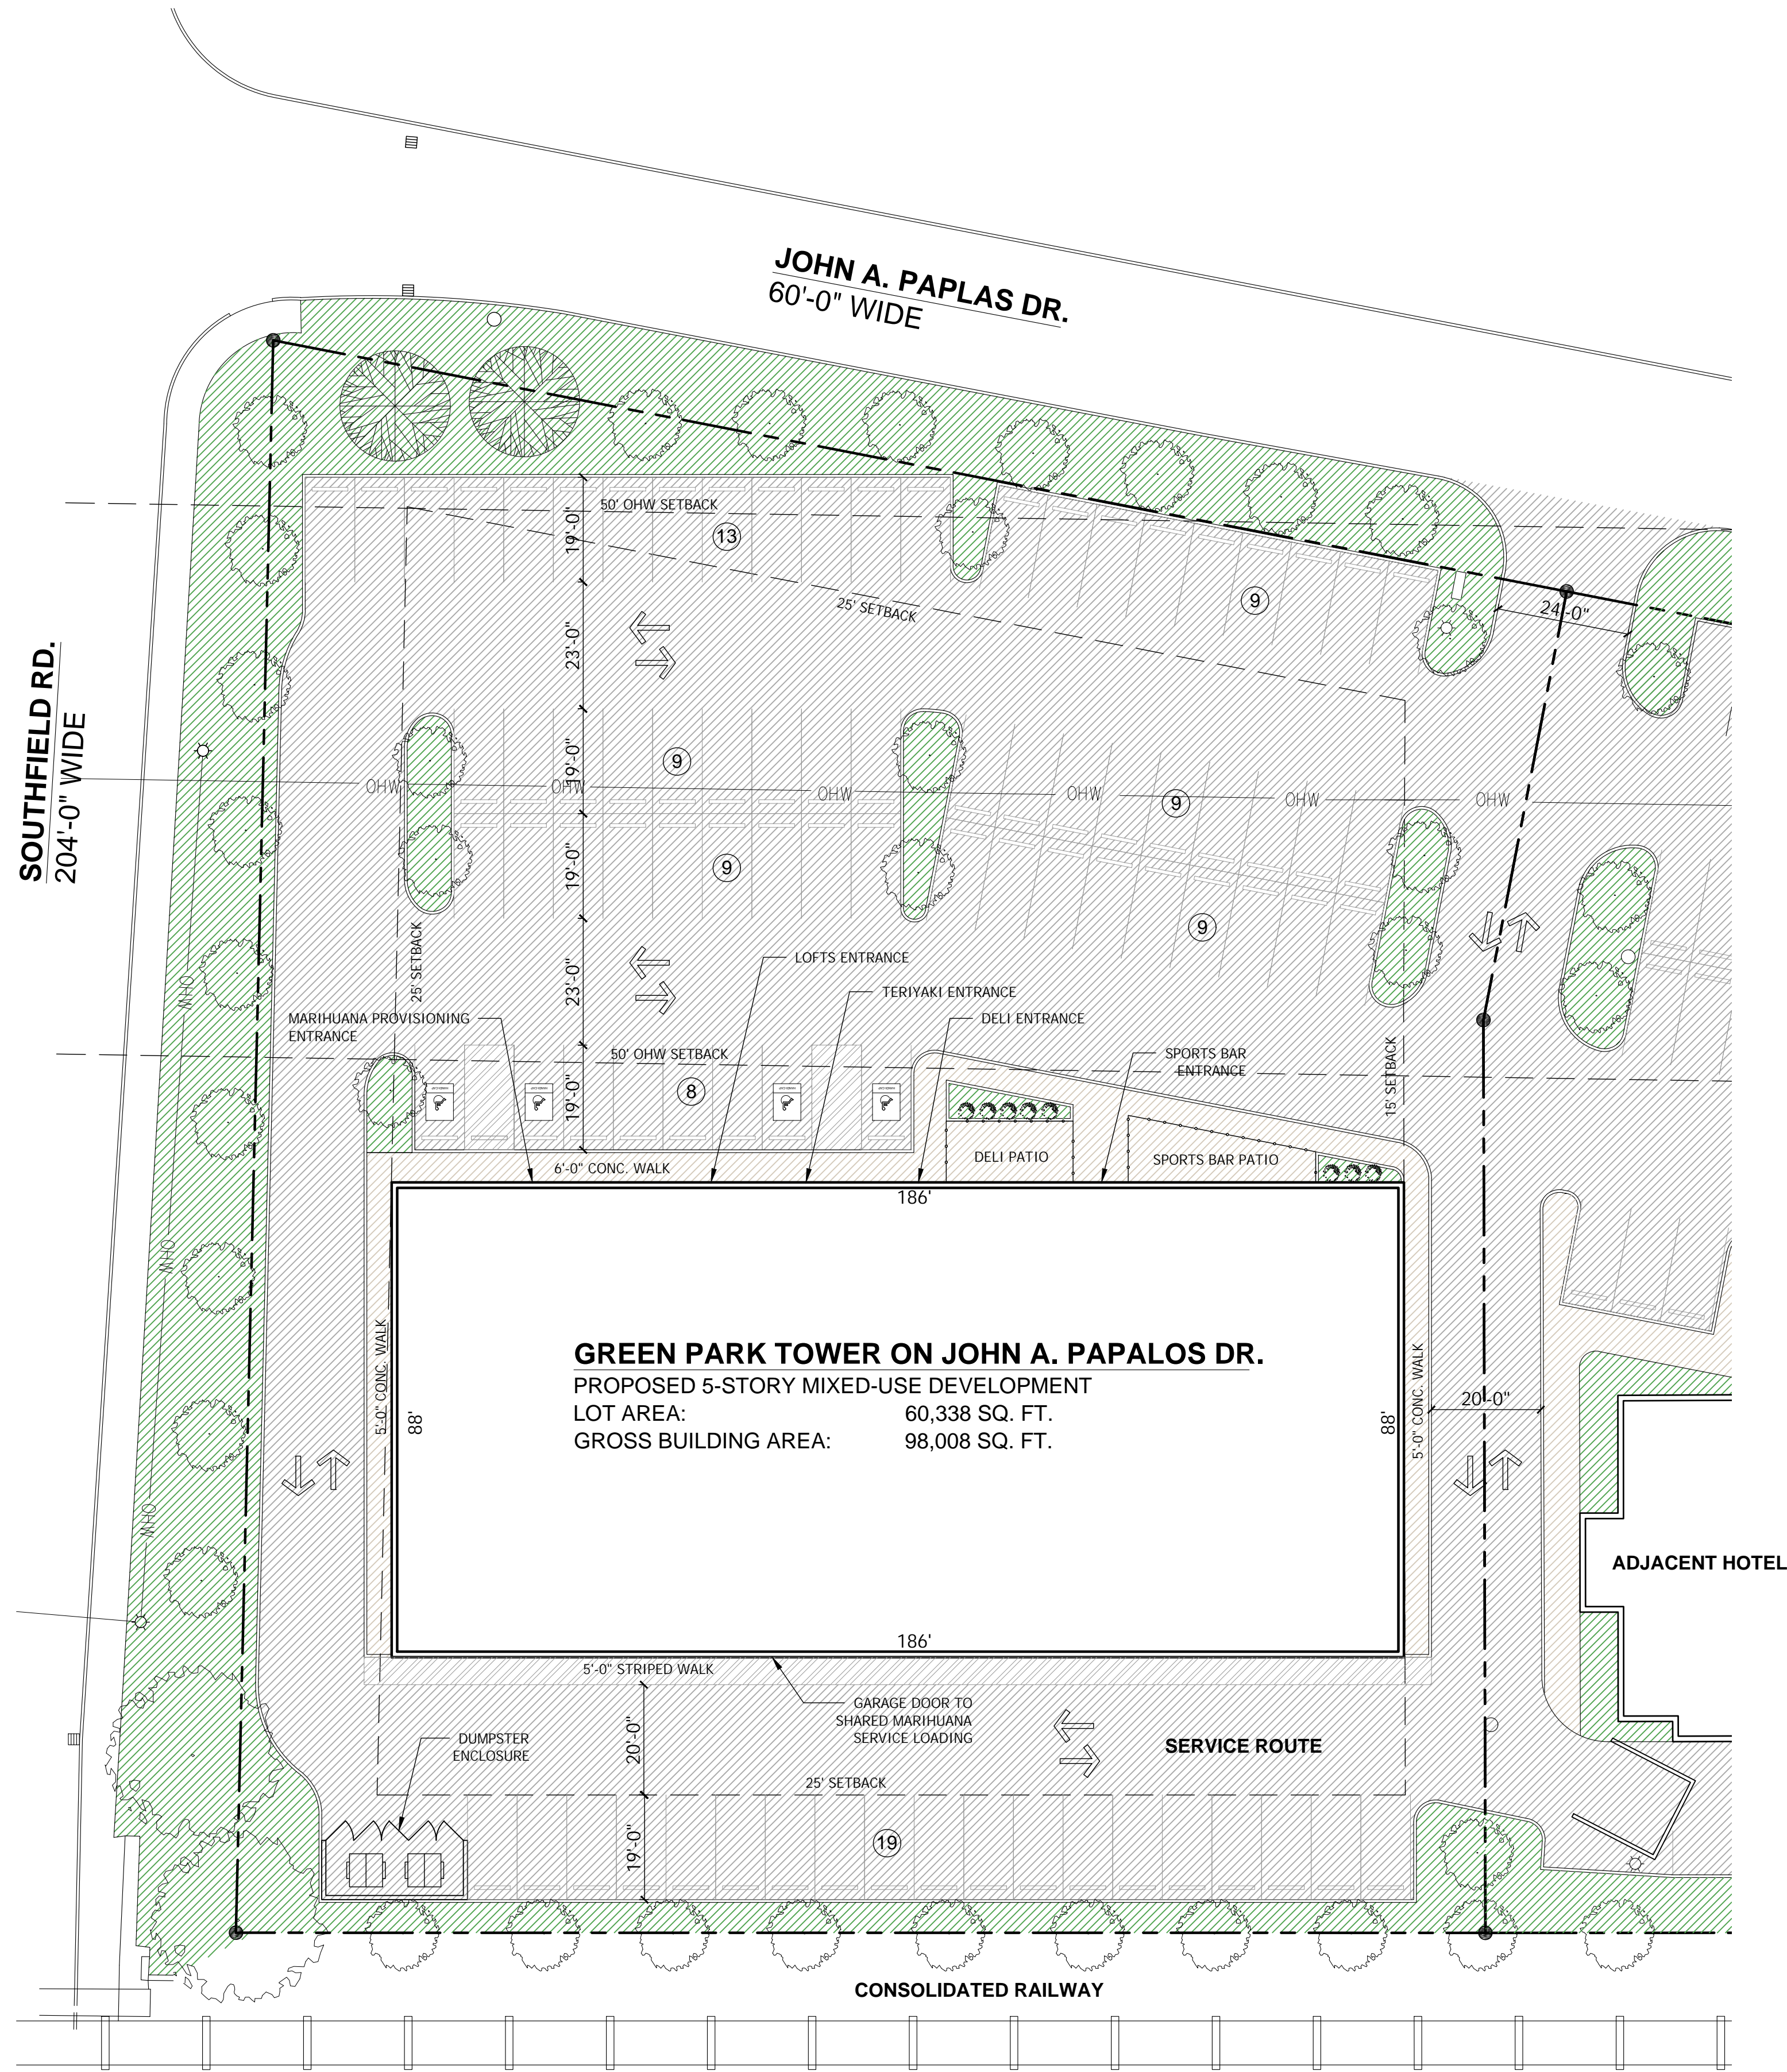 JOHN A. PAPLAS DR.
60'-0" WIDE
SOUTHFIELD RD.
204'-0" WIDE
50' OHW SETBACK
19'-0"
13
25' SETBACK
9
24'-0"
23'-0"
9
19'-0"
OHW
OHW
OHW
OHW
OHW
OHW
9
9
19'-0"
9
25' SETBACK
23'-0"
LOFTS ENTRANCE
TERIYAKI ENTRANCE
MARIHUANA PROVISIONING
ENTRANCE
DELI ENTRANCE
OHW
50' OHW SETBACK
SPORTS BAR
ENTRANCE
15' SETBACK
8
19'-0"
DELI PATIO
SPORTS BAR PATIO
6'-0" CONC. WALK
186'
OHW
5'-0" CONC. WALK
88'
GREEN PARK TOWER ON JOHN A. PAPALOS DR.
PROPOSED 5-STORY MIXED-USE DEVELOPMENT
LOT AREA: 60,338 SQ. FT.
GROSS BUILDING AREA: 98,008 SQ. FT.
88'
5'-0" CONC. WALK
20'-0"
OHW
ADJACENT HOTEL
186'
5'-0" STRIPED WALK
GARAGE DOOR TO
SHARED MARIHUANA
SERVICE LOADING
DUMPSTER
ENCLOSURE
20'-0"
SERVICE ROUTE
25' SETBACK
19'-0"
19
CONSOLIDATED RAILWAY